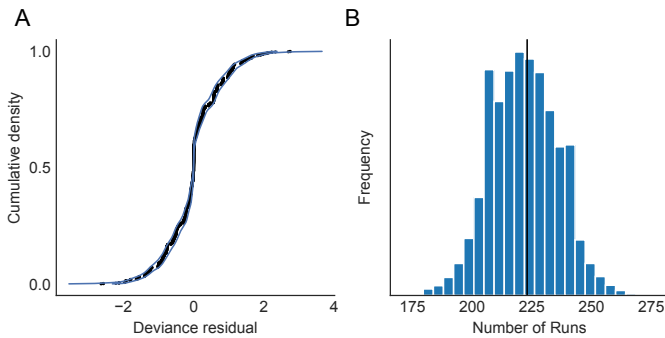 A
B
1.0
0.5
0.0
Cumulative density
−2
0
2
4
Deviance residual
Frequency
175
200
225
250
275
Number of Runs